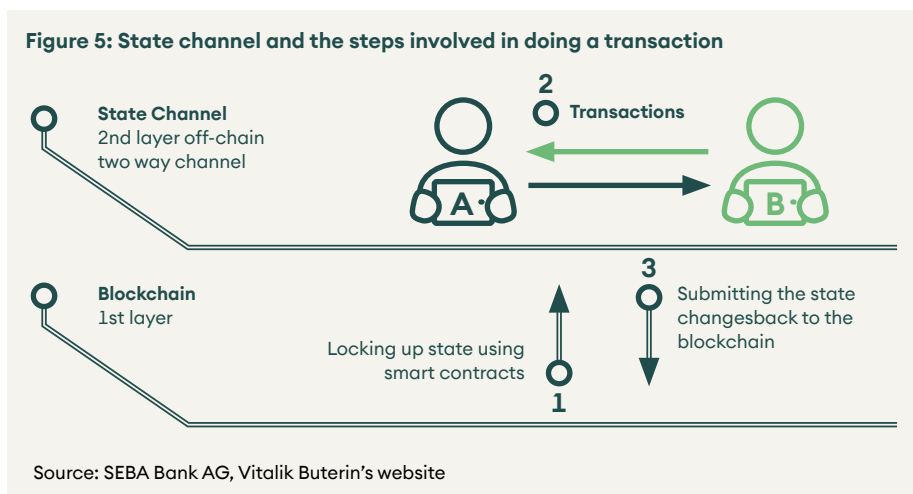 Figure 5: State channel and the steps involved in doing a transaction
State Channel
2nd layer off-chain
two way channel
2
Transactions
A
B
Blockchain
1st layer
Locking up state using
smart contracts
1
3
Submitting the state
changesback to the
blockchain
Source: SEBA Bank AG, Vitalik Buterin’s website